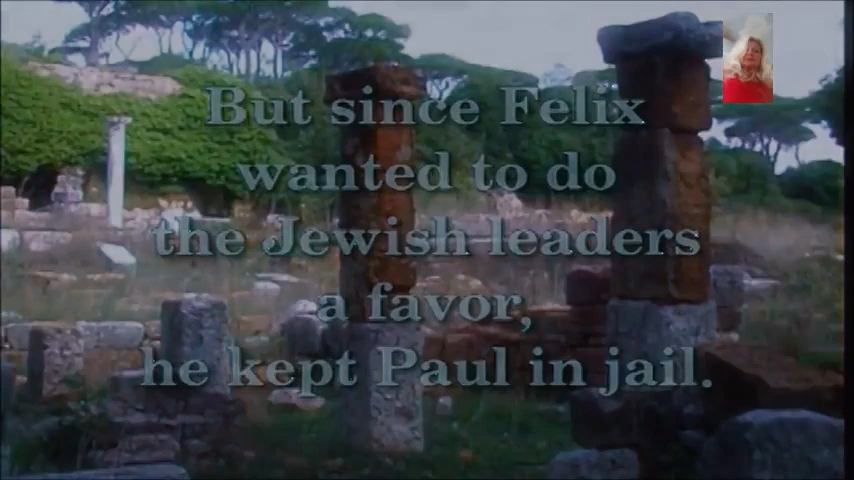 But since Felix
wanted to do
the Jewish leaders
a favor,
he kept Paul in jail.